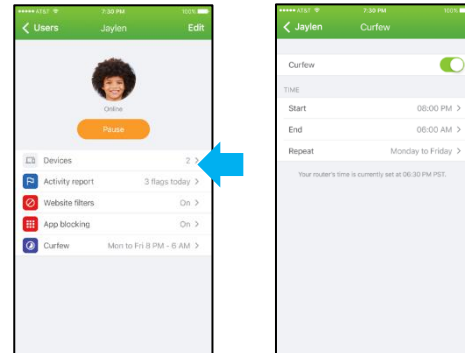 AT&T 7:30 PM 100%
Users Jaylen Edit
Online
Pause
Devices 2
Activity report 3 flags today
Website filters On
App blocking On
Curfew Mon to Fri 8 PM - 6 AM
AT&T 7:30 PM 100%
Jaylen Curfew
Curfew
TIME
Start 08:00 PM
End 06:00 AM
Repeat Monday to Friday
Your router's time is currently set at 06:30 PM PST.